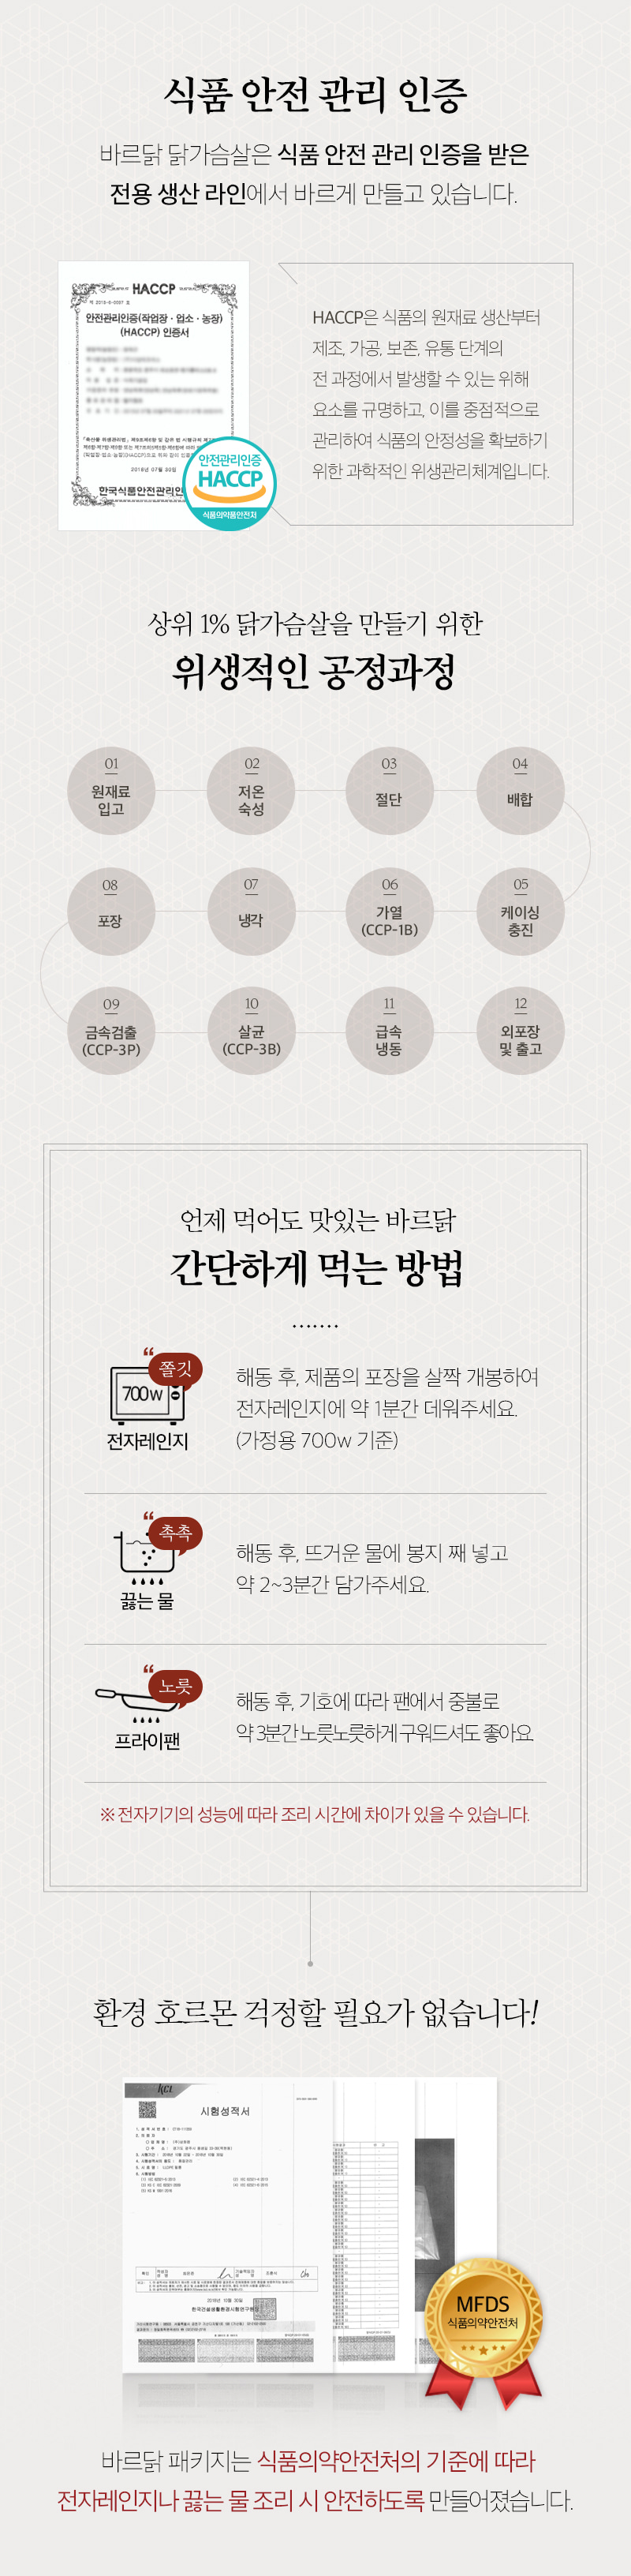 식품 안전 관리 인증
바르닭 닭가슴살은 식품 안전 관리 인증을 받은
전용 생산 라인에서 바르게 만들고 있습니다.
HACCP
안전관리인증(작업장·업소·농장)
(HACCP) 인증서
2018년 07월 20일
안전관리인증
HACCP
식품의약품안전처
HACCP은 식품의 원재료 생산부터
제조, 가공, 보존, 유통 단계의
전 과정에서 발생할 수 있는 위해
요소를 규명하고, 이를 중점적으로
관리하여 식품의 안정성을 확보하기
위한 과학적인 위생관리체계입니다.
상위 1% 닭가슴살을 만들기 위한
위생적인 공정과정
01
원재료
입고
02
저온
숙성
03
절단
04
배합
05
케이싱
충진
06
가열
(CCP-1B)
07
냉각
08
포장
09
금속검출
(CCP-3P)
10
살균
(CCP-3B)
11
급속
냉동
12
외포장
및 출고
언제 먹어도 맛있는 바르닭
간단하게 먹는 방법
“쫄깃
700w
전자레인지
해동 후, 제품의 포장을 살짝 개봉하여
전자레인지에 약 1분간 데워주세요.
(가정용 700w 기준)
“촉촉
끓는 물
해동 후, 뜨거운 물에 봉지 째 넣고
약 2~3분간 담가주세요.
“노릇
프라이팬
해동 후, 기호에 따라 팬에서 중불로
약 3분간 노릇노릇하게 구워드셔도 좋아요.
※ 전자기기의 성능에 따라 조리 시간에 차이가 있을 수 있습니다.
환경 호르몬 걱정할 필요가 없습니다!
시험성적서
MFDS
식품의약안전처
바르닭 패키지는 식품의약안전처의 기준에 따라
전자레인지나 끓는 물 조리 시 안전하도록 만들어졌습니다.